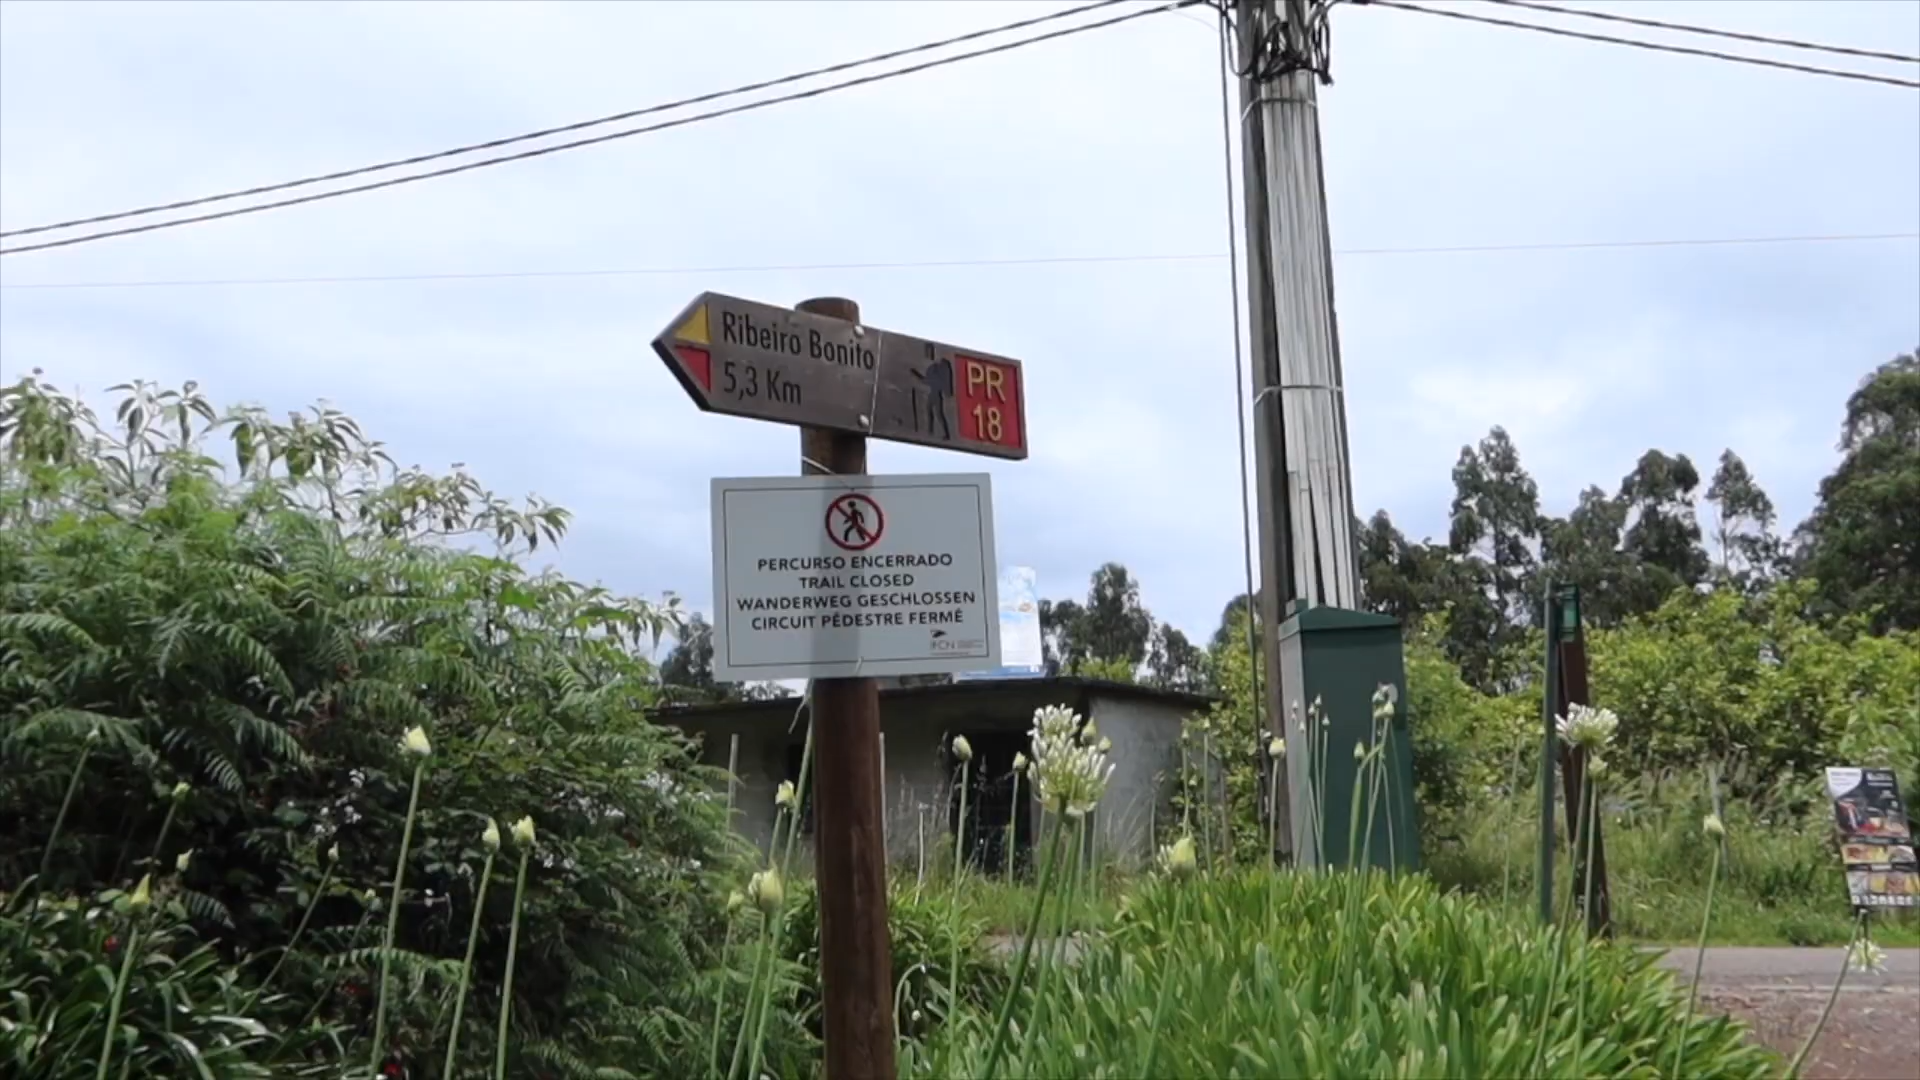 Ribeiro Bonito
5,3 Km
PR
18
PERCURSO ENCERRADO
TRAIL CLOSED
WANDERWEG GESCHLOSSEN
CIRCUIT PÉDESTRE FERMÉ
IFCN